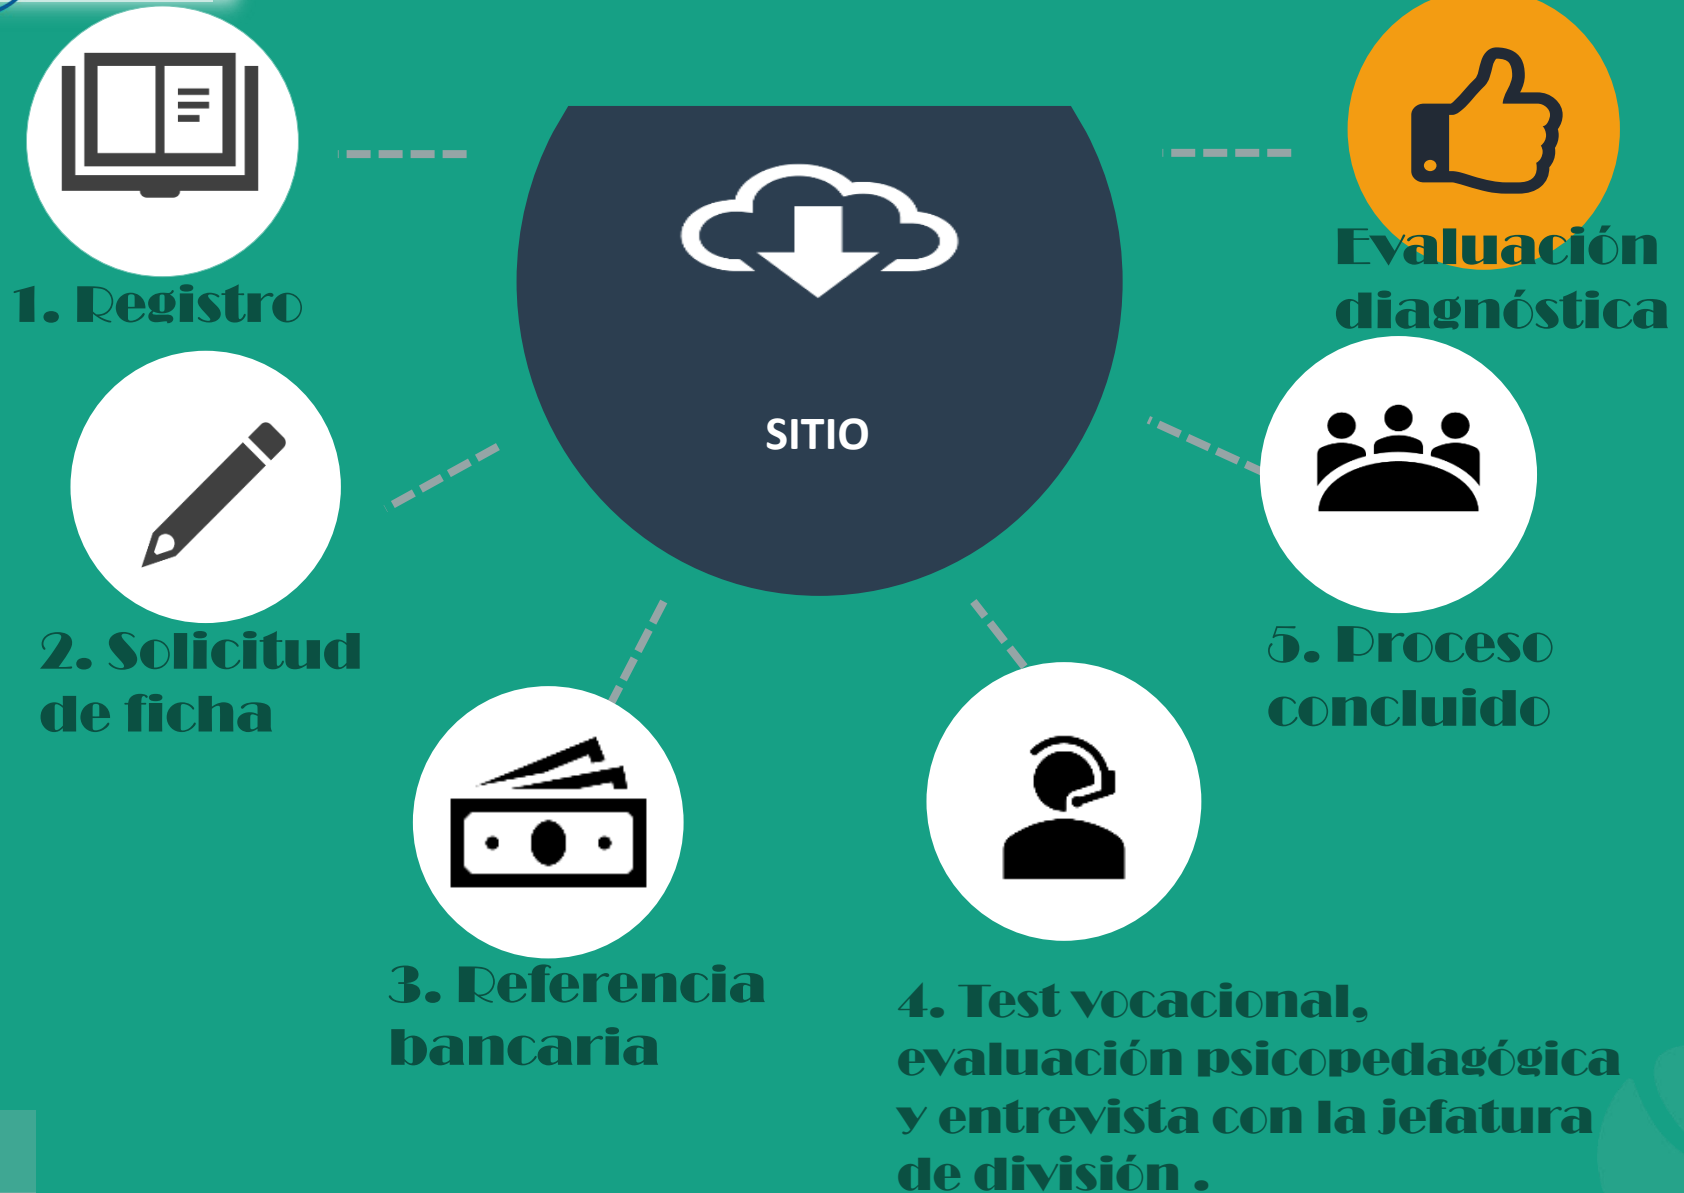 1. Registro
2. Solicitud
de ficha
3. Referencia
bancaria
SITIO
4. Test vocacional,
evaluación psicopedagógica
y entrevista con la jefatura
de división .
5. Proceso
concluido
Evaluación
diagnóstica